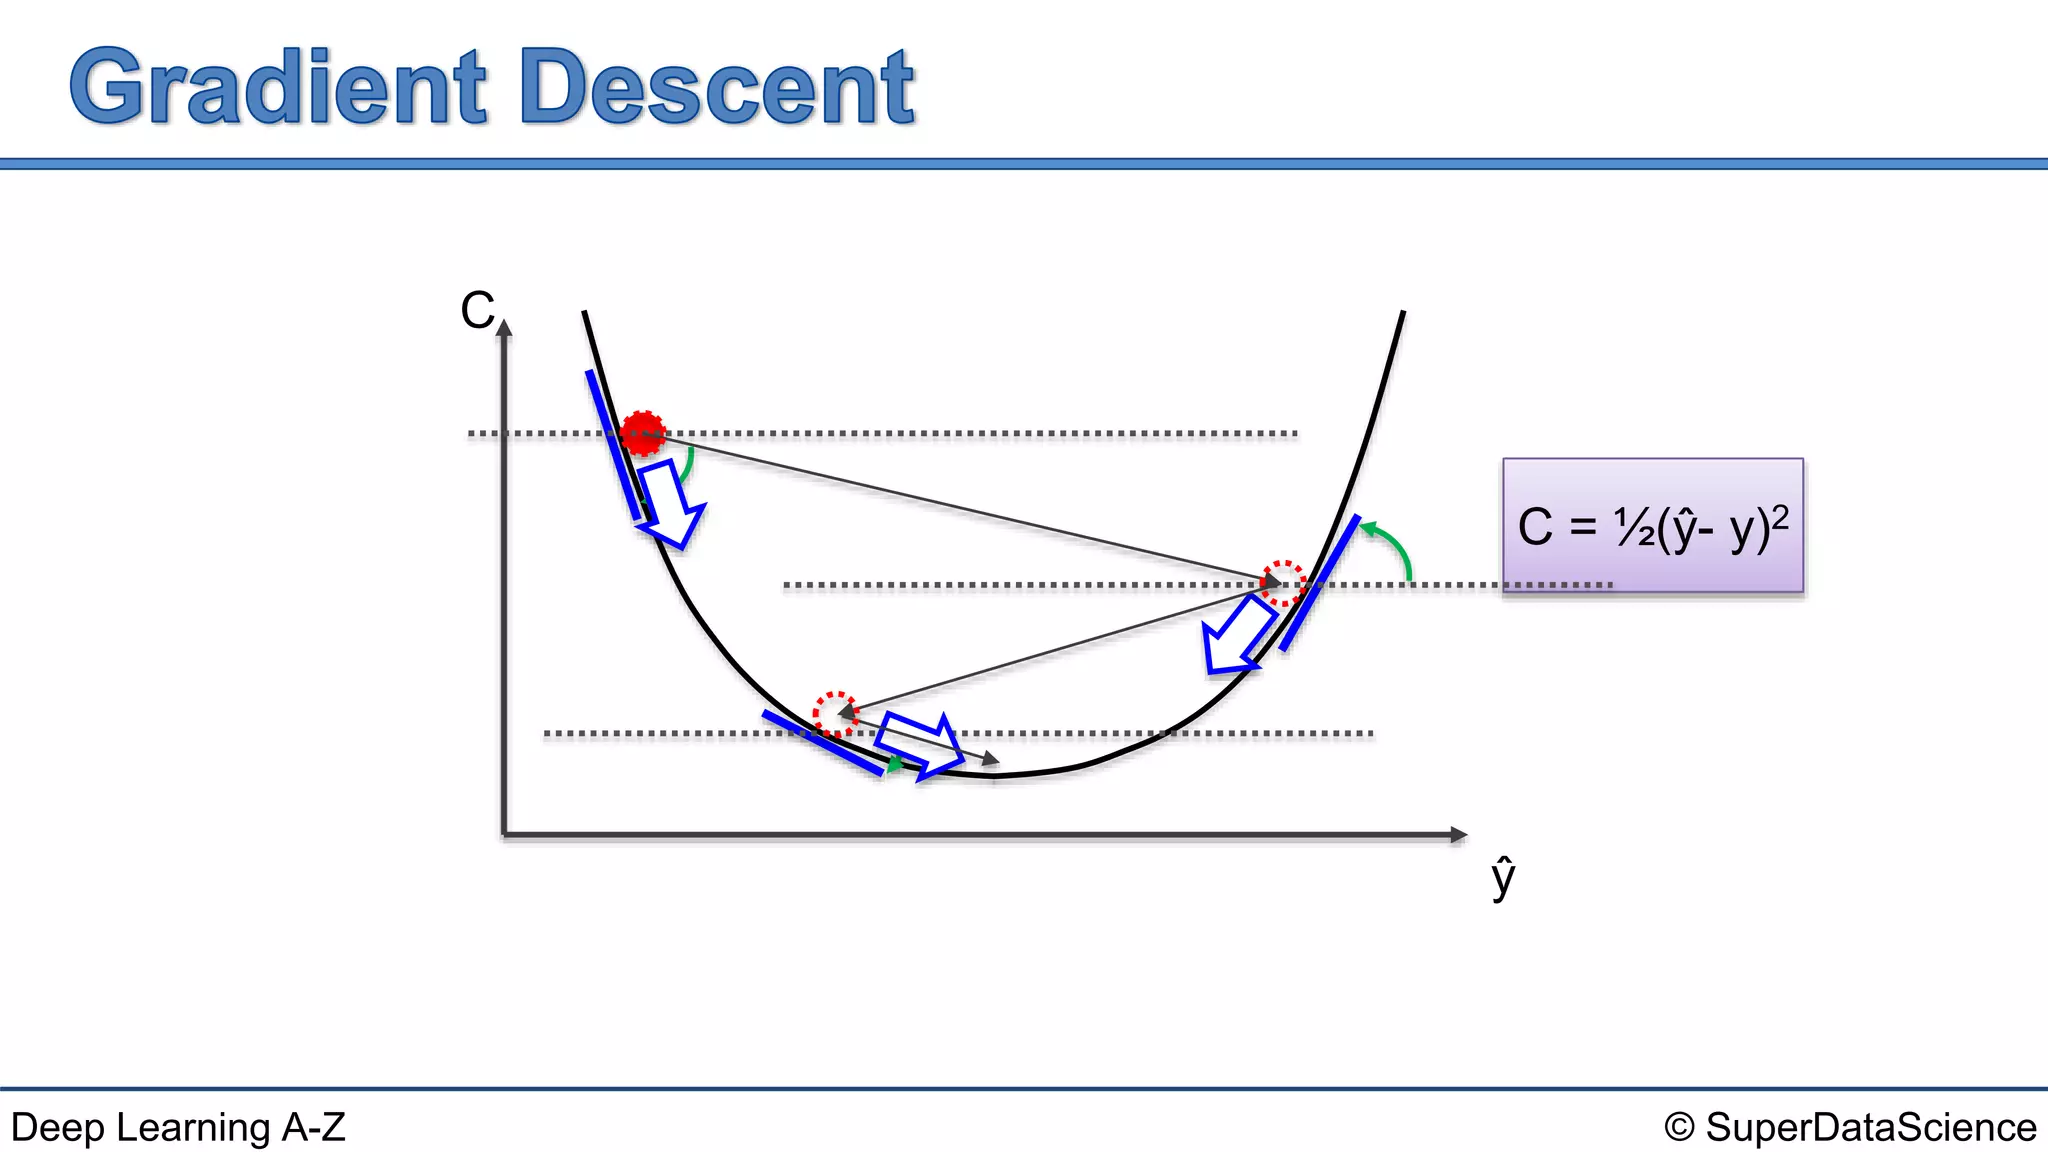 Gradient Descent
C
C = ½(ŷ- y)²
ŷ
Deep Learning A-Z
© SuperDataScience